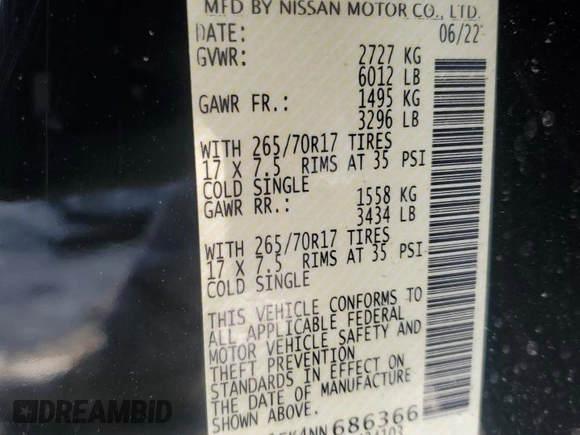 MFD BY NISSAN MOTOR CO., LTD.
DATE: 06/22
GVWR: 2727 KG
6012 LB
GAWR FR.: 1495 KG
3296 LB
WITH 265/70R17 TIRES
17 X 7.5 RIMS AT 35 PSI
COLD SINGLE
GAWR RR.: 1558 KG
3434 LB
WITH 265/70R17 TIRES
17 X 7.5 RIMS AT 35 PSI
COLD SINGLE
THIS VEHICLE CONFORMS TO
ALL APPLICABLE FEDERAL
MOTOR VEHICLE SAFETY AND
THEFT PREVENTION
STANDARDS IN EFFECT ON
THE DATE OF MANUFACTURE
SHOWN ABOVE.
686366
DREAMBID